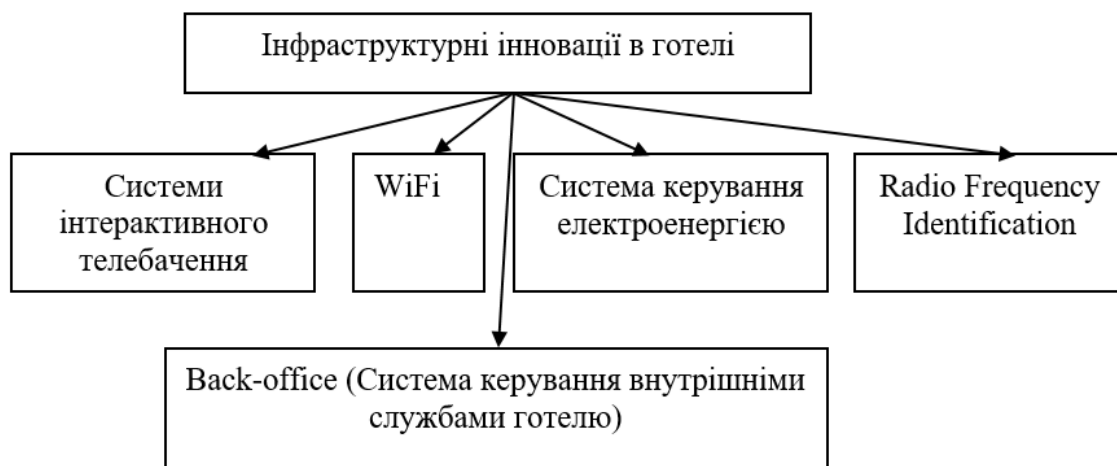 Інфраструктурні інновації в готелі
Системи
інтерактивного
телебачення
WiFi
Система керування
електроенергією
Radio Frequency
Identification
Back-office (Система керування внутрішніми
службами готелю)